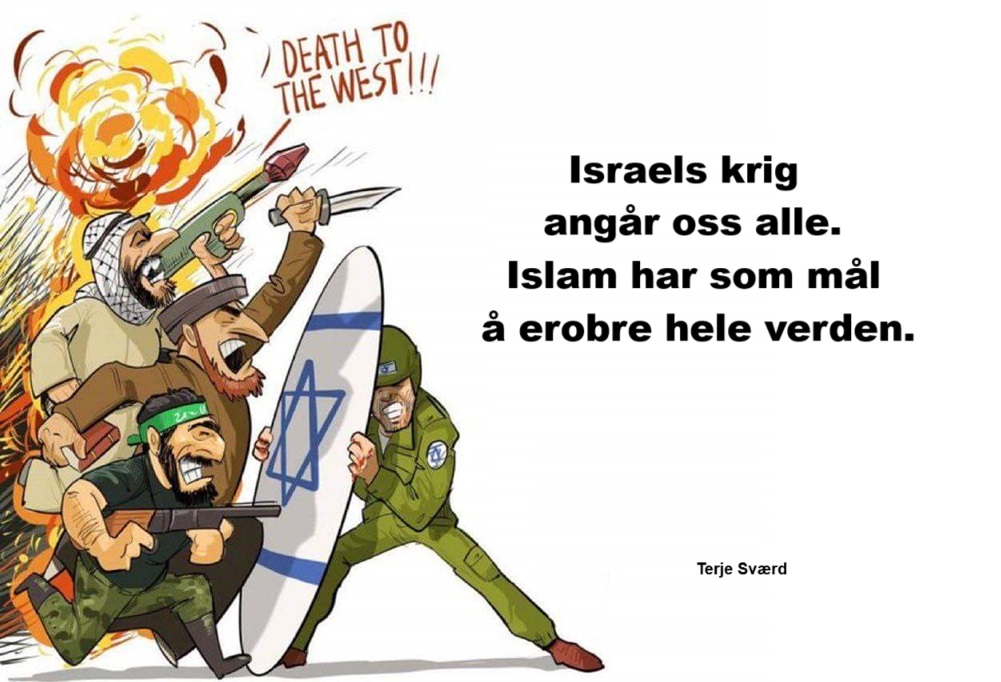 DEATH TO
THE WEST!!!
Israels krig
angår oss alle.
Islam har som mål
å erobre hele verden.
Terje Sværd